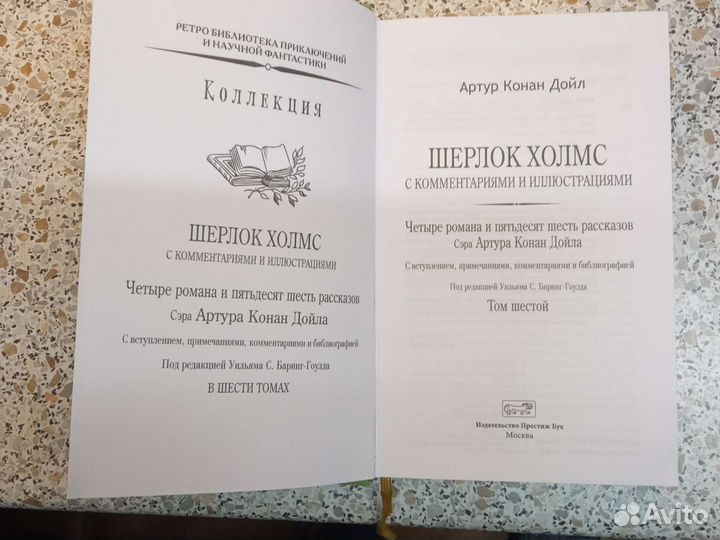 РЕТРО БИБЛИОТЕКА ПРИКЛЮЧЕНИЙ
И НАУЧНОЙ ФАНТАСТИКИ
КОЛЛЕКЦИЯ
ШЕРЛОК ХОЛМС
С КОММЕНТАРИЯМИ И ИЛЛЮСТРАЦИЯМИ
Четыре романа и пятьдесят шесть рассказов
Сэра Артура Конан Дойла
С вступлением, примечаниями, комментариями и библиографией
Под редакцией Уильяма С. Баринг-Гоулда
В ШЕСТИ ТОМАХ
Артур Конан Дойл
ШЕРЛОК ХОЛМС
С КОММЕНТАРИЯМИ И ИЛЛЮСТРАЦИЯМИ
Четыре романа и пятьдесят шесть рассказов
Сэра Артура Конан Дойла
С вступлением, примечаниями, комментариями и библиографией
Под редакцией Уильяма С. Баринг-Гоулда
Том шестой
Издательство Престиж Бук
Москва
Avito